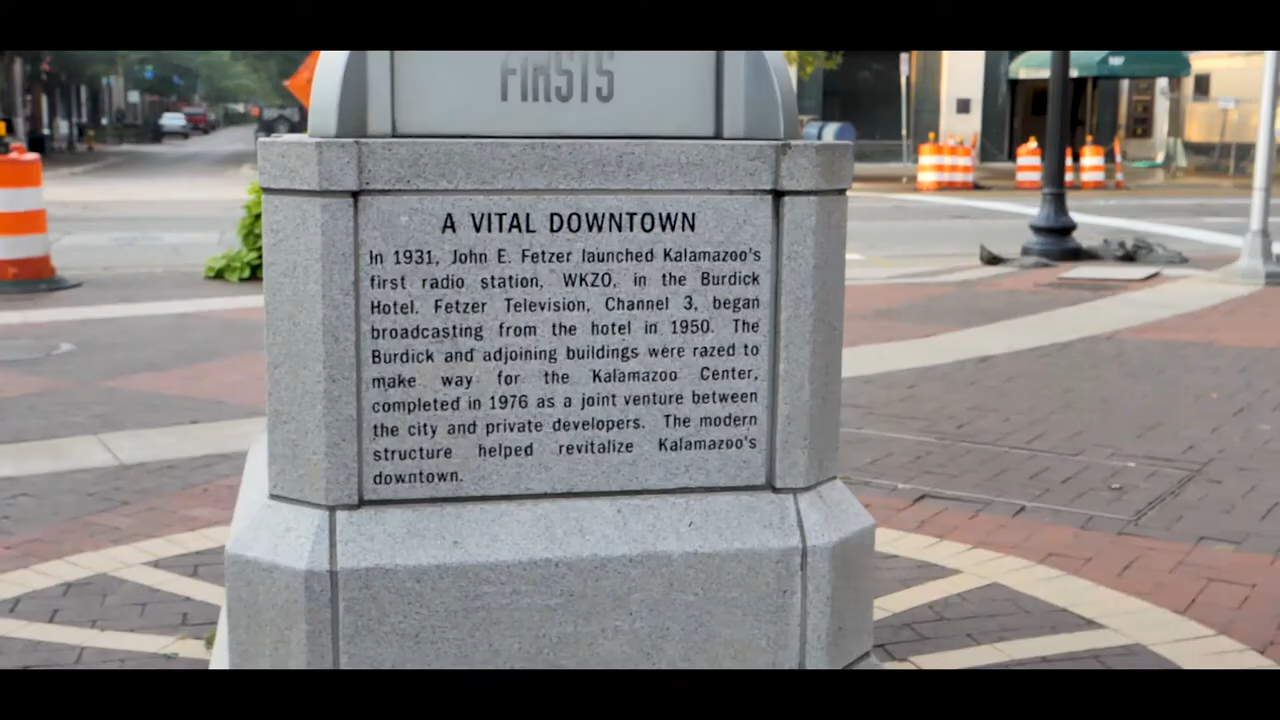 FIRSTS
A VITAL DOWNTOWN
In 1931, John E. Fetzer launched Kalamazoo's
first radio station, WKZO, in the Burdick
Hotel. Fetzer Television, Channel 3, began
broadcasting from the hotel in 1950. The
Burdick and adjoining buildings were razed to
make way for the Kalamazoo Center,
completed in 1976 as a joint venture between
the city and private developers. The modern
structure helped revitalize Kalamazoo's
downtown.